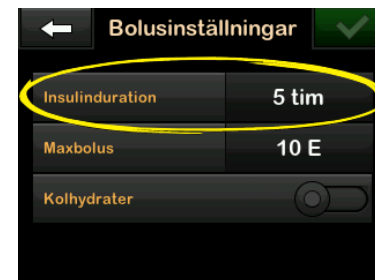 Bolusinställningar
Insulinduration 5 tim
Maxbolus 10 E
Kolhydrater